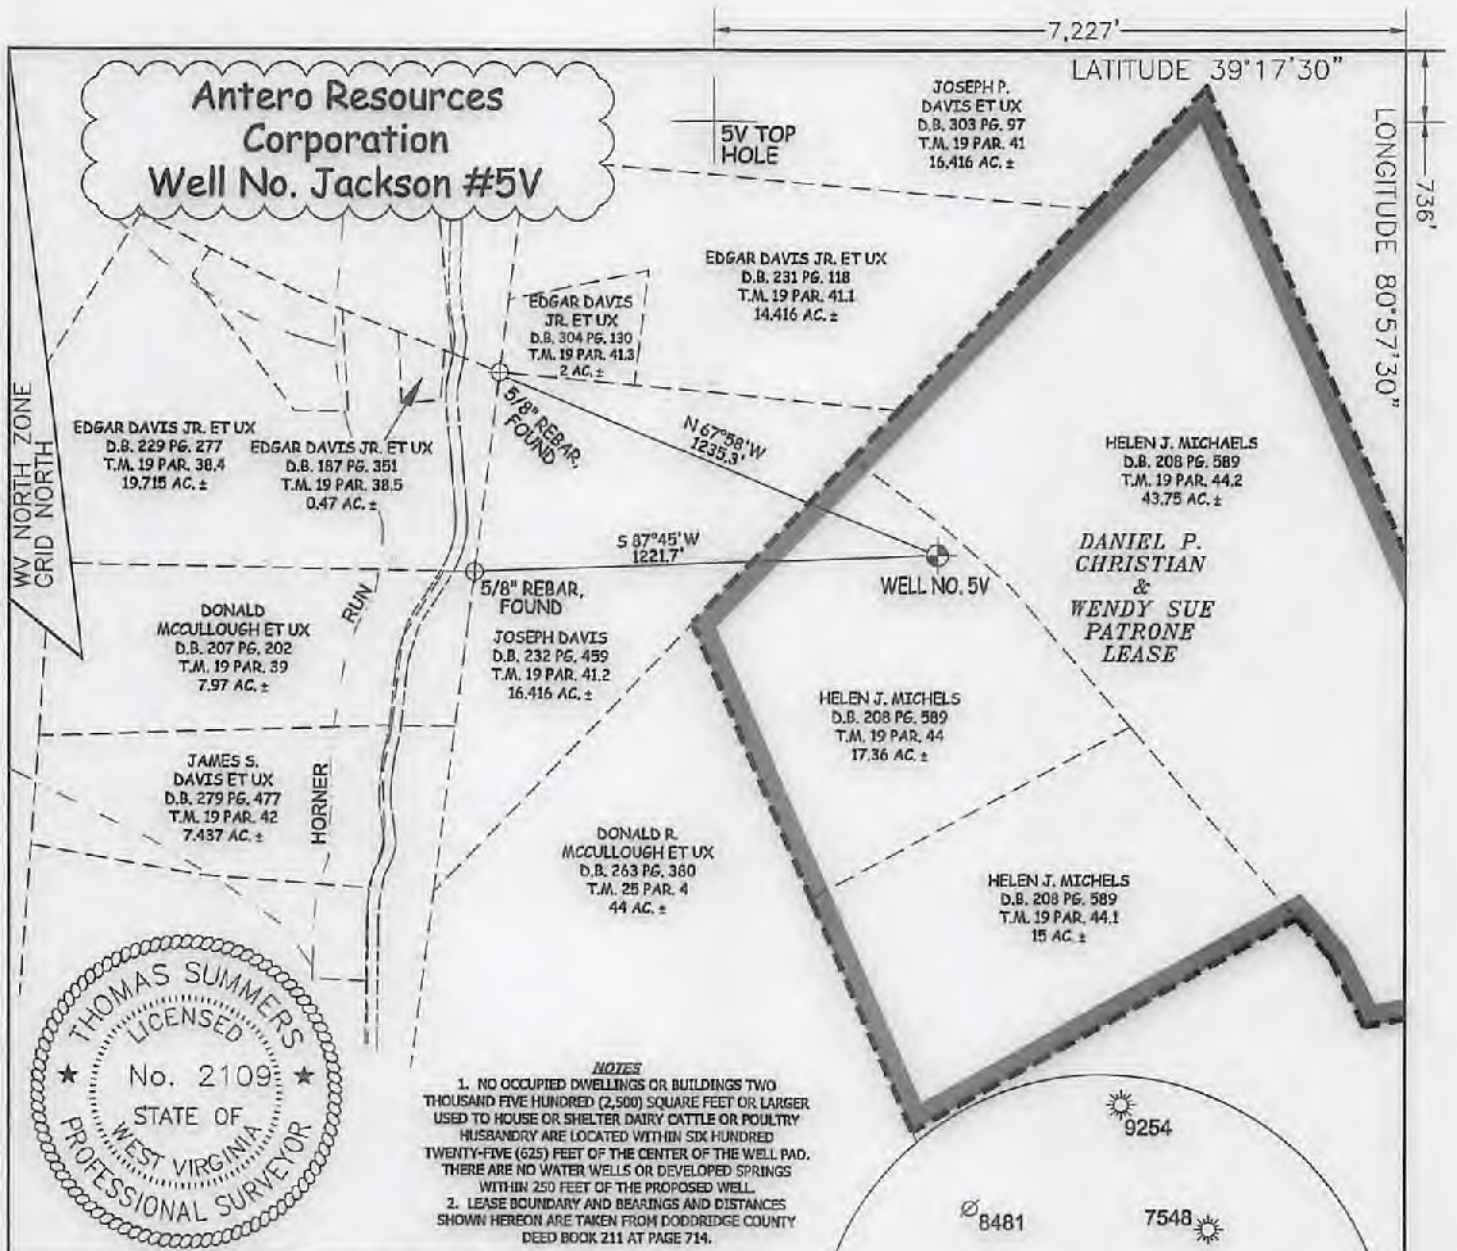 7,227'
LATITUDE 39°17'30"
LONGITUDE 80°57'30"
736'
Antero Resources
Corporation
Well No. Jackson #5V
5V TOP
HOLE
JOSEPH P.
DAVIS ET UX
D.B. 303 PG. 97
T.M. 19 PAR. 41
16.416 AC. ±
EDGAR DAVIS JR. ET UX
D.B. 231 PG. 118
T.M. 19 PAR. 41.1
14.416 AC. ±
EDGAR DAVIS
JR. ET UX
D.B. 304 PG. 130
T.M. 19 PAR. 41.3
2 AC. ±
5/8" REBAR,
FOUND
N 67°58'W
1235.3'
WV NORTH ZONE
GRID NORTH
EDGAR DAVIS JR. ET UX
D.B. 229 PG. 277
T.M. 19 PAR. 38.4
19.715 AC. ±
EDGAR DAVIS JR. ET UX
D.B. 187 PG. 351
T.M. 19 PAR. 38.5
0.47 AC. ±
HELEN J. MICHAELS
D.B. 208 PG. 589
T.M. 19 PAR. 44.2
43.75 AC. ±
DANIEL P.
CHRISTIAN
&
WENDY SUE
PATRONE
LEASE
S 87°45'W
1221.7'
WELL NO. 5V
5/8" REBAR,
FOUND
JOSEPH DAVIS
D.B. 232 PG. 459
T.M. 19 PAR. 41.2
16.416 AC. ±
DONALD
MCCULLOUGH ET UX
D.B. 207 PG. 202
T.M. 19 PAR. 39
7.97 AC. ±
RUN
HORNER
HELEN J. MICHELS
D.B. 208 PG. 589
T.M. 19 PAR. 44
17.36 AC. ±
JAMES S.
DAVIS ET UX
D.B. 279 PG. 477
T.M. 19 PAR. 42
7.437 AC. ±
DONALD R.
MCCULLOUGH ET UX
D.B. 263 PG. 380
T.M. 25 PAR. 4
44 AC. ±
HELEN J. MICHELS
D.B. 208 PG. 589
T.M. 19 PAR. 44.1
15 AC. ±
THOMAS SUMMERS
LICENSED
No. 2109
STATE OF
WEST VIRGINIA
PROFESSIONAL SURVEYOR
NOTES
1. NO OCCUPIED DWELLINGS OR BUILDINGS TWO
THOUSAND FIVE HUNDRED (2,500) SQUARE FEET OR LARGER
USED TO HOUSE OR SHELTER DAIRY CATTLE OR POULTRY
HUSBANDRY ARE LOCATED WITHIN SIX HUNDRED
TWENTY-FIVE (625) FEET OF THE CENTER OF THE WELL PAD.
THERE ARE NO WATER WELLS OR DEVELOPED SPRINGS
WITHIN 250 FEET OF THE PROPOSED WELL.
2. LEASE BOUNDARY AND BEARINGS AND DISTANCES
SHOWN HEREON ARE TAKEN FROM DODDRIDGE COUNTY
DEED BOOK 211 AT PAGE 714.
9254
8481
7548